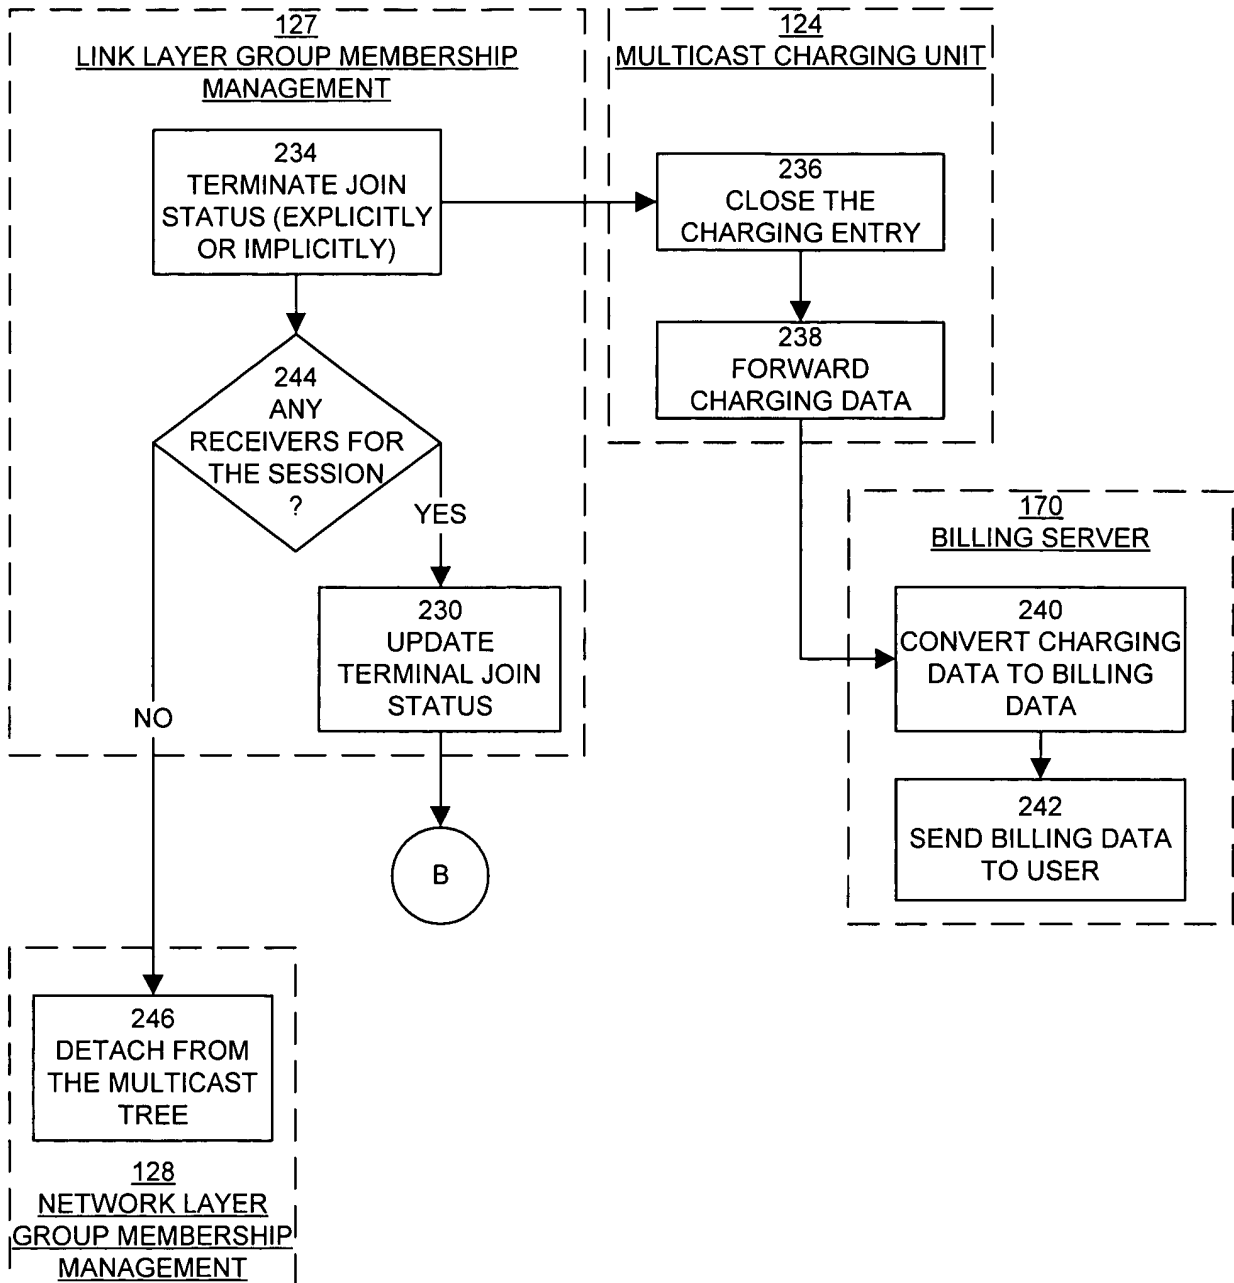 127
LINK LAYER GROUP MEMBERSHIP
MANAGEMENT
234
TERMINATE JOIN
STATUS (EXPLICITLY
OR IMPLICITLY)
244
ANY
RECEIVERS FOR
THE SESSION
?
YES
NO
230
UPDATE
TERMINAL JOIN
STATUS
B
124
MULTICAST CHARGING UNIT
236
CLOSE THE
CHARGING ENTRY
238
FORWARD
CHARGING DATA
170
BILLING SERVER
240
CONVERT CHARGING
DATA TO BILLING
DATA
242
SEND BILLING DATA
TO USER
246
DETACH FROM
THE MULTICAST
TREE
128
NETWORK LAYER
GROUP MEMBERSHIP
MANAGEMENT